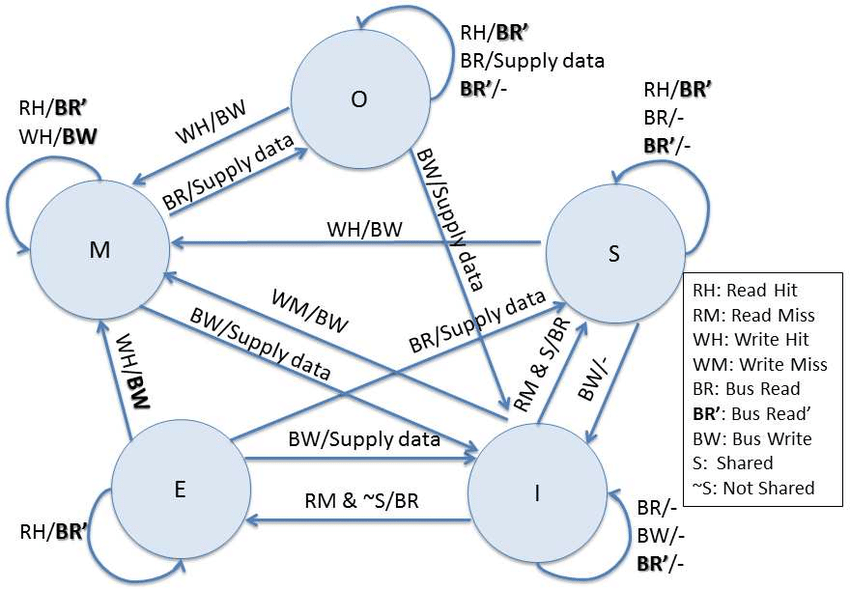 RH/BR'
BR/Supply data
BR'/-
O
RH/BR'
BR/-
BR'/-
RH/BR'
WH/BW
WH/BW
BR/Supply data
BW/Supply data
M
S
WH/BW
WM/BW
BW/Supply data
BR/Supply data
RM & S/BR
BW/-
WH/BW
RH: Read Hit
RM: Read Miss
WH: Write Hit
WM: Write Miss
BR: Bus Read
BR': Bus Read'
BW: Bus Write
S: Shared
~S: Not Shared
BW/Supply data
E
I
RM & ~S/BR
RH/BR'
BR/-
BW/-
BR'/-